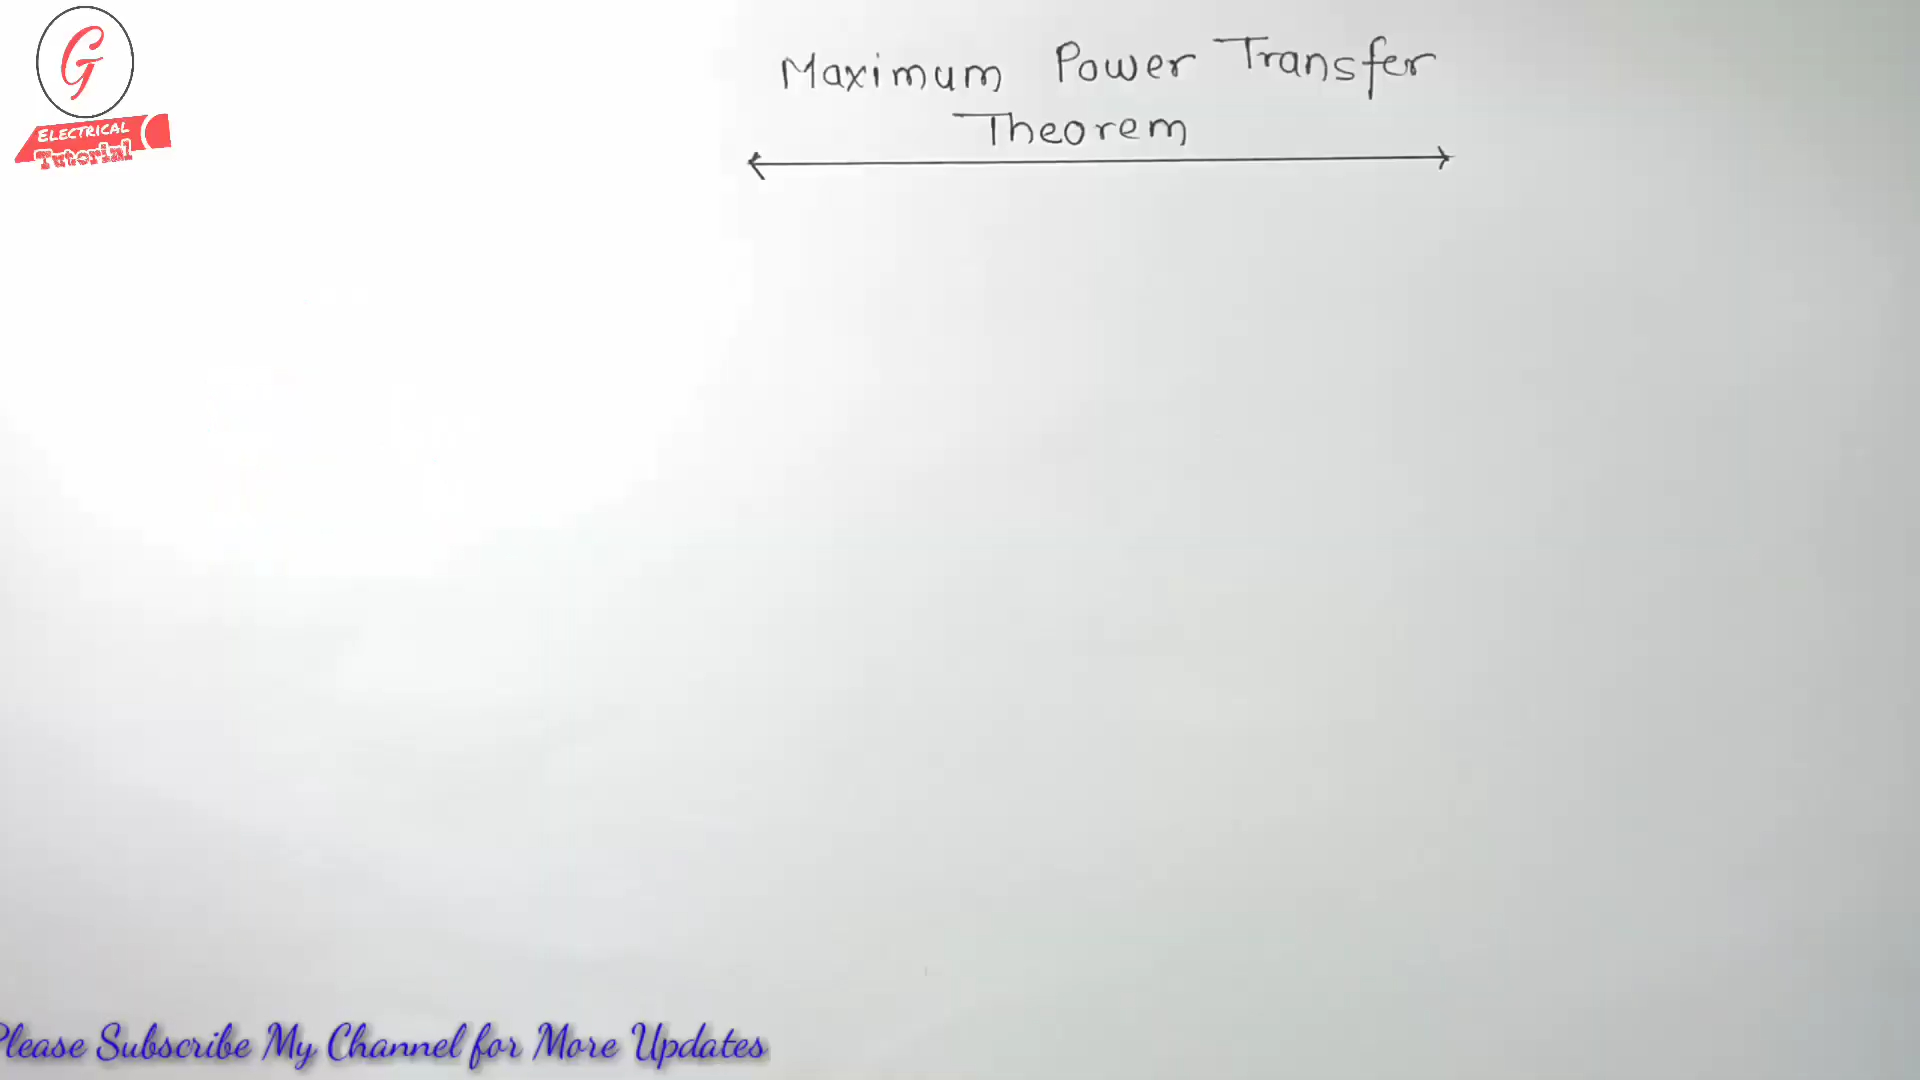 G
ELECTRICAL
Tutorial
Maximum Power Transfer
Theorem
Please Subscribe My Channel for More Updates